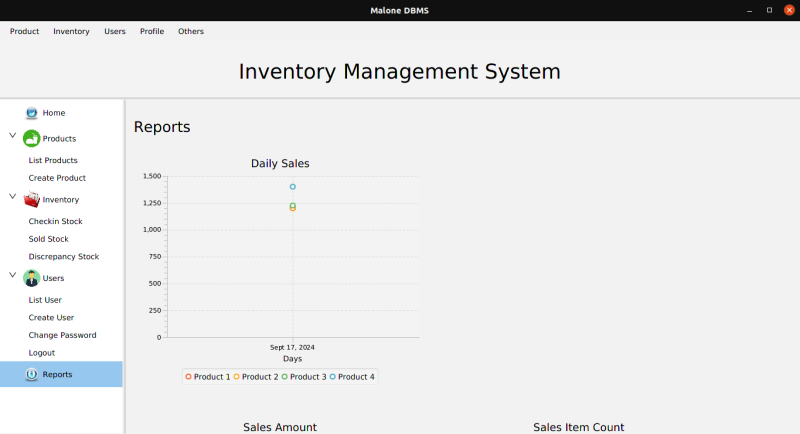 Malone DBMS
Product Inventory Users Profile Others
Inventory Management System
Home
Products
List Products
Create Product
Inventory
Checkin Stock
Sold Stock
Discrepancy Stock
Users
List User
Create User
Change Password
Logout
Reports
Reports
Daily Sales
1,500
1,250
1,000
750
500
250
0
Sept 17, 2024
Days
Product 1 Product 2 Product 3 Product 4
Sales Amount
Sales Item Count